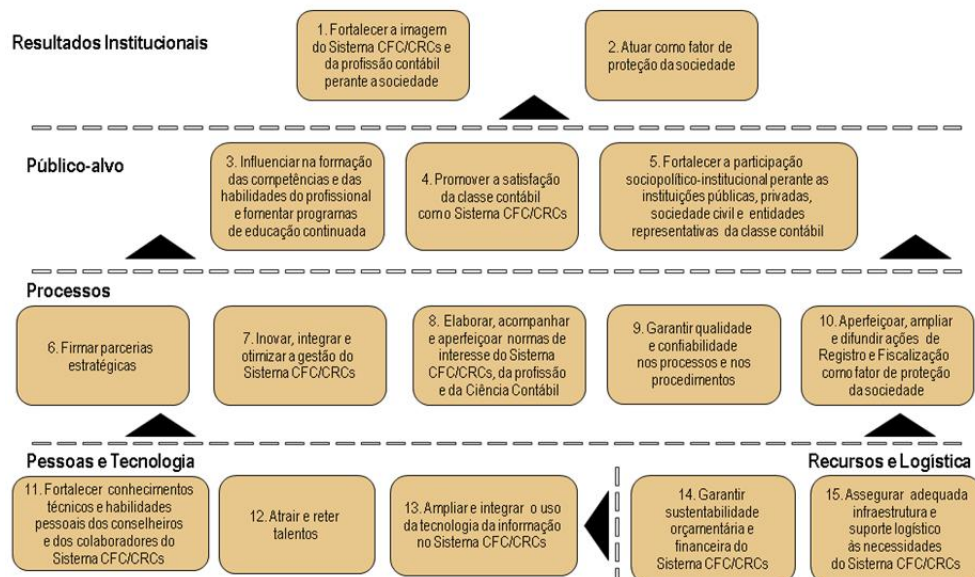 Resultados Institucionais
1. Fortalecer a imagem
do Sistema CFC/CRCs e
da profissão contábil
perante a sociedade
2. Atuar como fator de
proteção da sociedade
Público-alvo
3. Influenciar na formação
das competências e das
habilidades do profissional
e fomentar programas
de educação continuada
4. Promover a satisfação
da classe contábil
com o Sistema CFC/CRCs
5. Fortalecer a participação
sociopolítico-institucional perante as
instituições públicas, privadas,
sociedade civil e entidades
representativas da classe contábil
Processos
6. Firmar parcerias
estratégicas
7. Inovar, integrar e
otimizar a gestão do
Sistema CFC/CRCs
8. Elaborar, acompanhar
e aperfeiçoar normas de
interesse do Sistema
CFC/CRCs, da profissão
e da Ciência Contábil
9. Garantir qualidade
e confiabilidade
nos processos e nos
procedimentos
10. Aperfeiçoar, ampliar
e difundir ações de
Registro e Fiscalização
como fator de proteção
da sociedade
Pessoas e Tecnologia
11. Fortalecer conhecimentos
técnicos e habilidades
pessoais dos conselheiros
e dos colaboradores do
Sistema CFC/CRCs
12. Atrair e reter
talentos
13. Ampliar e integrar o uso
da tecnologia da informação
no Sistema CFC/CRCs
Recursos e Logística
14. Garantir
sustentabilidade
orçamentária e
financeira do
Sistema CFC/CRCs
15. Assegurar adequada
infraestrutura e
suporte logístico
às necessidades
do Sistema CFC/CRCs